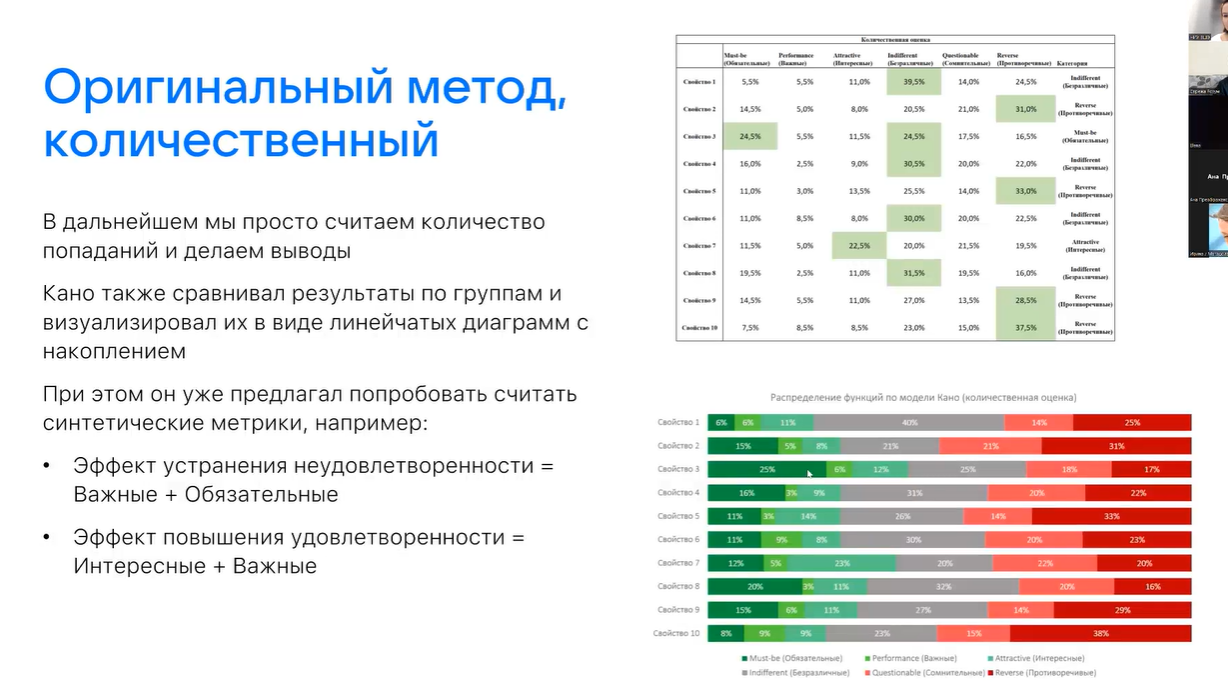 Оригинальный метод,
количественный
В дальнейшем мы просто считаем количество
попаданий и делаем выводы
Кано также сравнивал результаты по группам и
визуализировал их в виде линейчатых диаграмм с
накоплением
При этом он уже предлагал попробовать считать
синтетические метрики, например:
• Эффект устранения неудовлетворенности =
Важные + Обязательные
• Эффект повышения удовлетворенности =
Интересные + Важные
Количественная оценка
Must-be Performance Attractive Indifferent Questionable Reverse
(Обязательные) (Важные) (Интересные) (Безразличные) (Сомнительные) (Противоречивые) Категория
Свойство 1 5,5% 5,5% 11,0% 39,5% 14,0% 24,5% Indifferent (Безразличные)
Свойство 2 14,5% 5,0% 8,0% 20,5% 21,0% 31,0% Reverse (Противоречивые)
Свойство 3 24,5% 5,5% 11,5% 24,5% 17,5% 16,5% Must-be (Обязательные)
Свойство 4 16,0% 2,5% 9,0% 30,5% 20,0% 22,0% Indifferent (Безразличные)
Свойство 5 11,0% 3,0% 13,5% 25,5% 14,0% 33,0% Reverse (Противоречивые)
Свойство 6 11,0% 8,5% 8,0% 30,0% 20,0% 22,5% Indifferent (Безразличные)
Свойство 7 11,5% 5,0% 22,5% 20,0% 21,5% 19,5% Attractive (Интересные)
Свойство 8 19,5% 2,5% 11,0% 31,5% 19,5% 16,0% Indifferent (Безразличные)
Свойство 9 14,5% 5,5% 11,0% 27,0% 13,5% 28,5% Reverse (Противоречивые)
Свойство 10 7,5% 8,5% 8,5% 23,0% 15,0% 37,5% Reverse (Противоречивые)
Распределение функций по модели Кано (количественная оценка)
Свойство 1 6% 6% 11% 40% 14% 25%
Свойство 2 15% 5% 8% 21% 21% 31%
Свойство 3 25% 6% 12% 25% 18% 17%
Свойство 4 16% 3% 9% 31% 20% 22%
Свойство 5 11% 3% 14% 26% 14% 33%
Свойство 6 11% 9% 8% 30% 20% 23%
Свойство 7 12% 5% 23% 20% 22% 20%
Свойство 8 20% 3% 11% 32% 20% 16%
Свойство 9 15% 6% 11% 27% 14% 29%
Свойство 10 8% 9% 9% 23% 15% 38%
Must-be (Обязательные) Performance (Важные) Attractive (Интересные)
Indifferent (Безразличные) Questionable (Сомнительные) Reverse (Противоречивые)